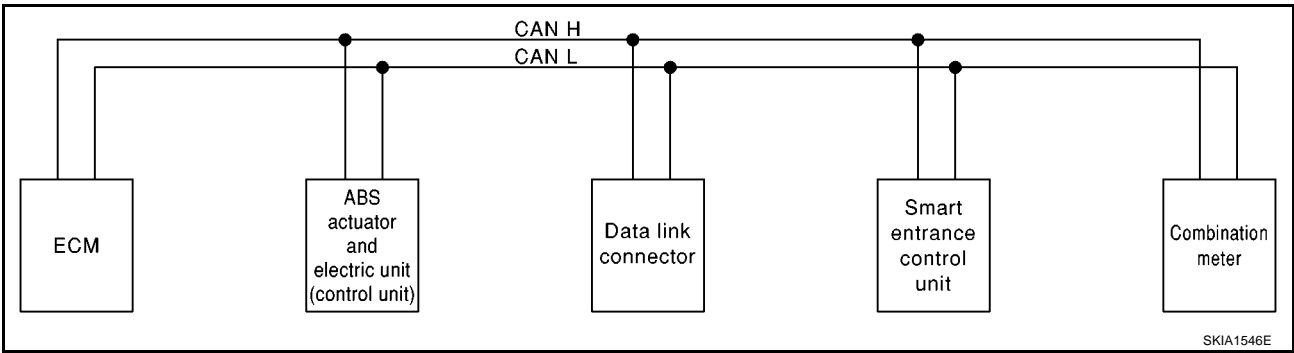 CAN H
CAN L
ECM
ABS
actuator
and
electric unit
(control unit)
Data link
connector
Smart
entrance
control
unit
Combination
meter
SKIA1546E